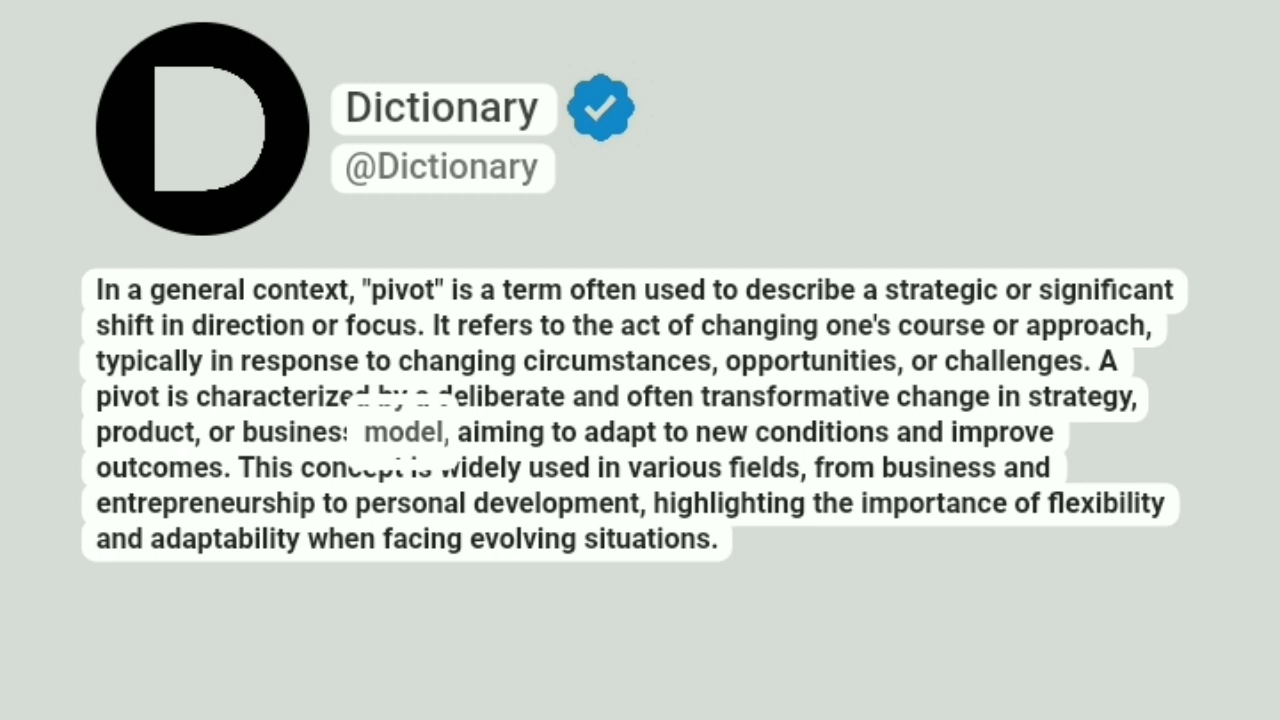 Dictionary
@Dictionary
In a general context, "pivot" is a term often used to describe a strategic or significant
shift in direction or focus. It refers to the act of changing one's course or approach,
typically in response to changing circumstances, opportunities, or challenges. A
pivot is characterized by a deliberate and often transformative change in strategy,
product, or business model, aiming to adapt to new conditions and improve
outcomes. This concept is widely used in various fields, from business and
entrepreneurship to personal development, highlighting the importance of flexibility
and adaptability when facing evolving situations.